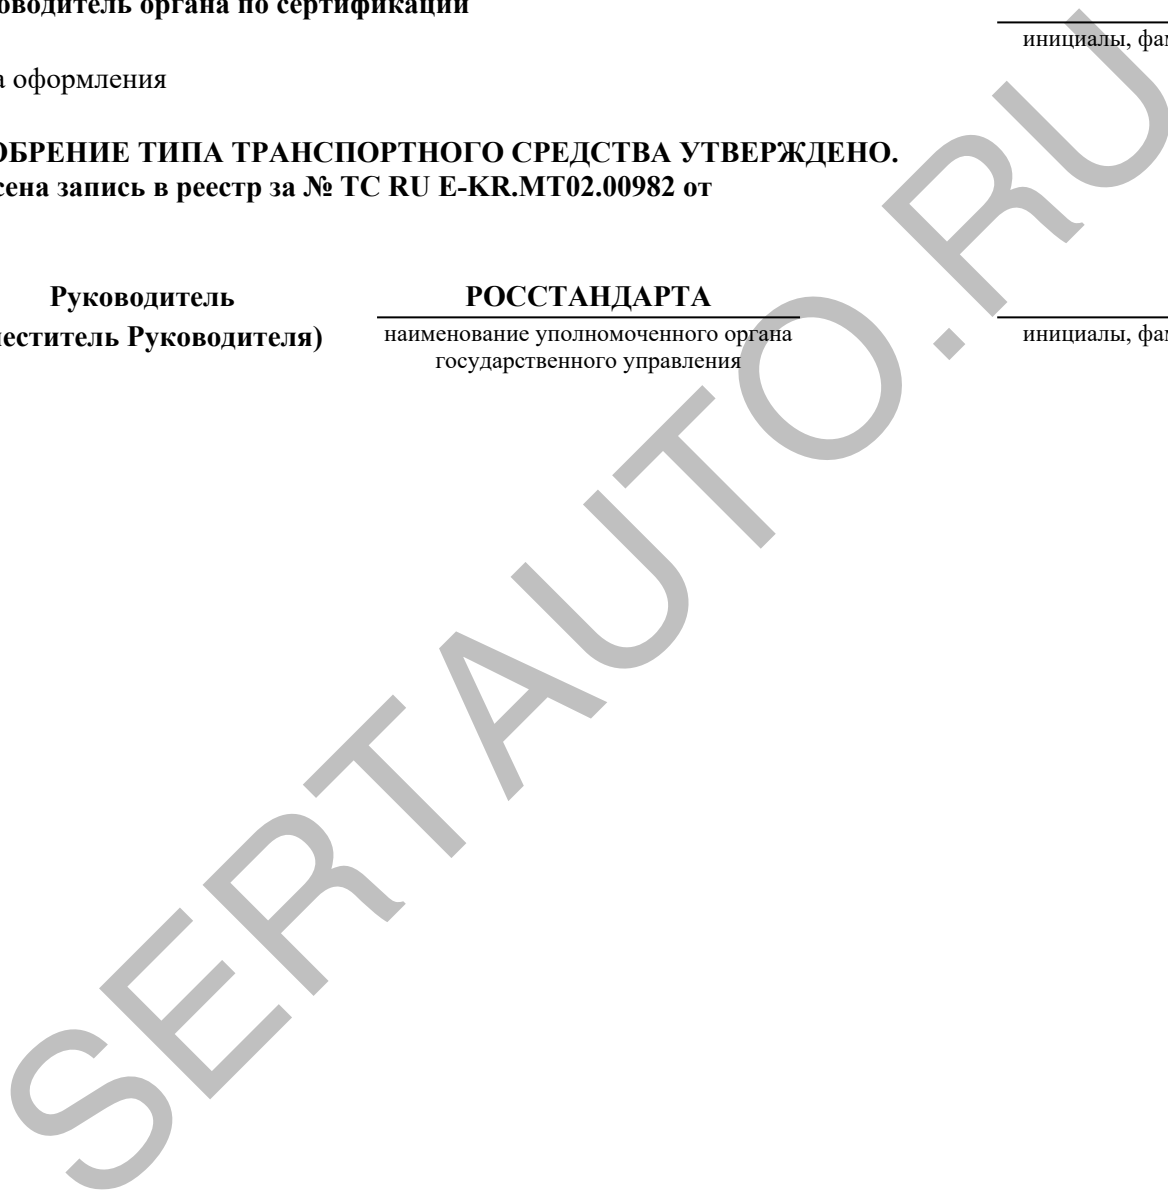 оводитель органа по сертификации
инициалы, фам
а оформления
ОБРЕНИЕ ТИПА ТРАНСПОРТНОГО СРЕДСТВА УТВЕРЖДЕНО.
сена запись в реестр за № ТС RU E-KR.МТ02.00982 от
Руководитель РОССТАНДАРТА
меститель Руководителя) наименование уполномоченного органа инициалы, фам
государственного управления
SERTAUTO.RU